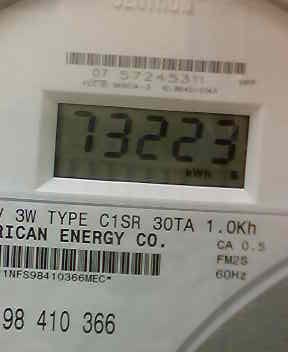 07 57245311
73223
kWh
3W TYPE C1SR 30TA 1.0Kh
RICAN ENERGY CO.
CA 0.5
FM2S
1NFS98410366MEC*
60Hz
98 410 366